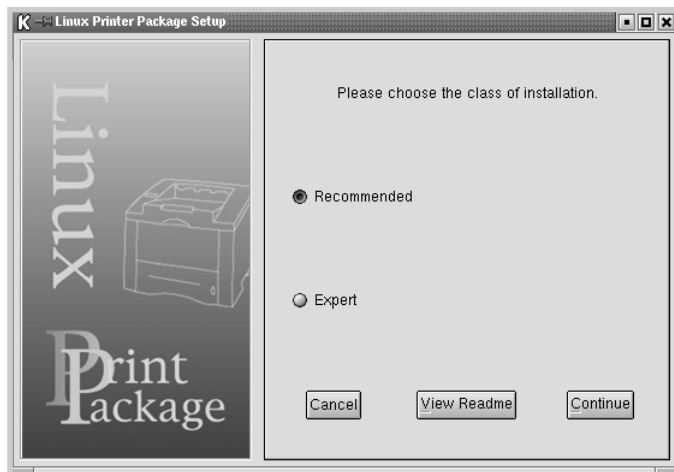 Linux Printer Package Setup
Linux
Print
Package
Please choose the class of installation.
Recommended
Expert
Cancel
View Readme
Continue